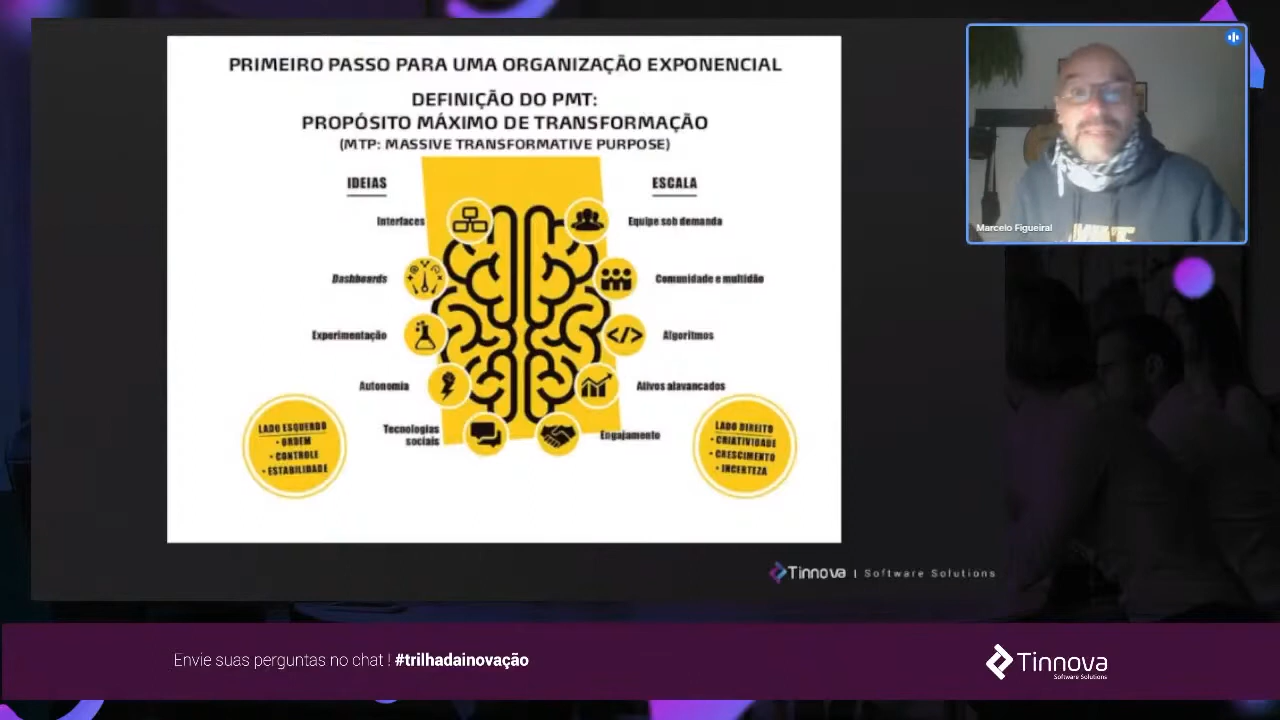 PRIMEIRO PASSO PARA UMA ORGANIZAÇÃO EXPONENCIAL
DEFINIÇÃO DO PMT:
PROPÓSITO MÁXIMO DE TRANSFORMAÇÃO
(MTP: MASSIVE TRANSFORMATIVE PURPOSE)
IDEIAS
Interfaces
Dashboards
Experimentação
Autonomia
Tecnologias
sociais
LADO ESQUERDO
• ORDEM
• CONTROLE
• ESTABILIDADE
ESCALA
Equipe sob demanda
Comunidade e multidão
</>
Algoritmos
Ativos alavancados
Engajamento
LADO DIREITO
• CRIATIVIDADE
• CRESCIMENTO
• INCERTEZA
Marcelo Figueiral
Tinnova | Software Solutions
Envie suas perguntas no chat ! #trilhadainovação
Tinnova
Software Solutions